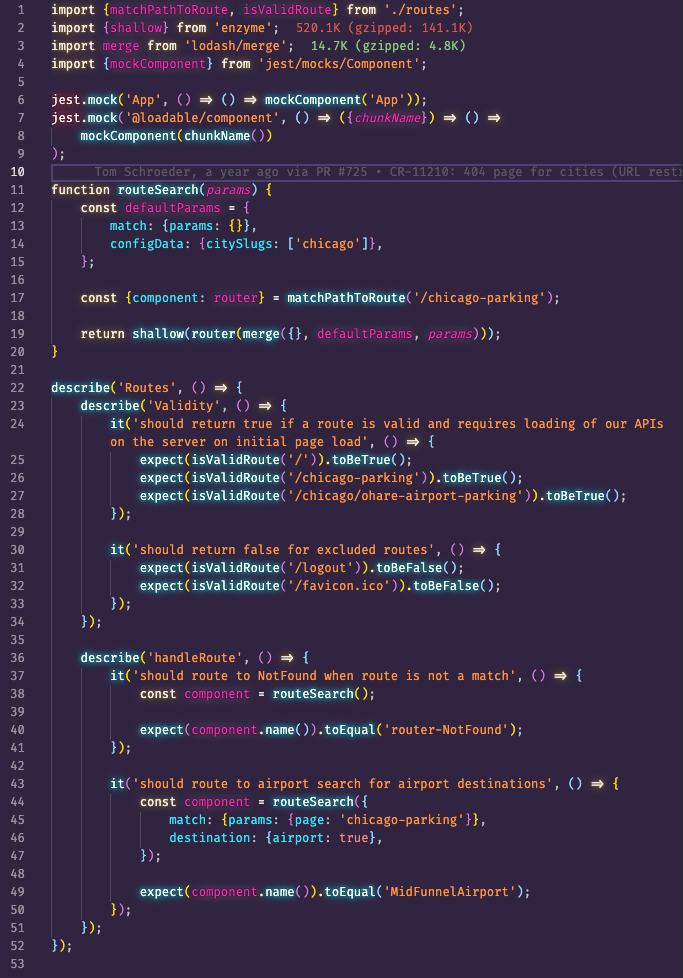 1 import {matchPathToRoute, isValidRoute} from './routes';
2 import {shallow} from 'enzyme'; 520.1K (gzipped: 141.1K)
3 import merge from 'lodash/merge'; 14.7K (gzipped: 4.8K)
4 import {mockComponent} from 'jest/mocks/Component';
5
6 jest.mock('App', () => () => mockComponent('App'));
7 jest.mock('@loadable/component', () => ({chunkName}) => () =>
8     mockComponent(chunkName())
9 );
10 Tom Schroeder, a year ago via PR #725 • CR-11210: 404 page for cities (URL restr
11 function routeSearch(params) {
12     const defaultParams = {
13         match: {params: {}},
14         configData: {citySlugs: ['chicago']},
15     };
16
17     const {component: router} = matchPathToRoute('/chicago-parking');
18
19     return shallow(router(merge({}, defaultParams, params)));
20 }
21
22 describe('Routes', () => {
23     describe('Validity', () => {
24         it('should return true if a route is valid and requires loading of our APIs
on the server on initial page load', () => {
25             expect(isValidRoute('/')).toBeTrue();
26             expect(isValidRoute('/chicago-parking')).toBeTrue();
27             expect(isValidRoute('/chicago/ohare-airport-parking')).toBeTrue();
28         });
29
30         it('should return false for excluded routes', () => {
31             expect(isValidRoute('/logout')).toBeFalse();
32             expect(isValidRoute('/favicon.ico')).toBeFalse();
33         });
34     });
35
36     describe('handleRoute', () => {
37         it('should route to NotFound when route is not a match', () => {
38             const component = routeSearch();
39
40             expect(component.name()).toEqual('router-NotFound');
41         });
42
43         it('should route to airport search for airport destinations', () => {
44             const component = routeSearch({
45                 match: {params: {page: 'chicago-parking'}},
46                 destination: {airport: true},
47             });
48
49             expect(component.name()).toEqual('MidFunnelAirport');
50         });
51     });
52 });
53